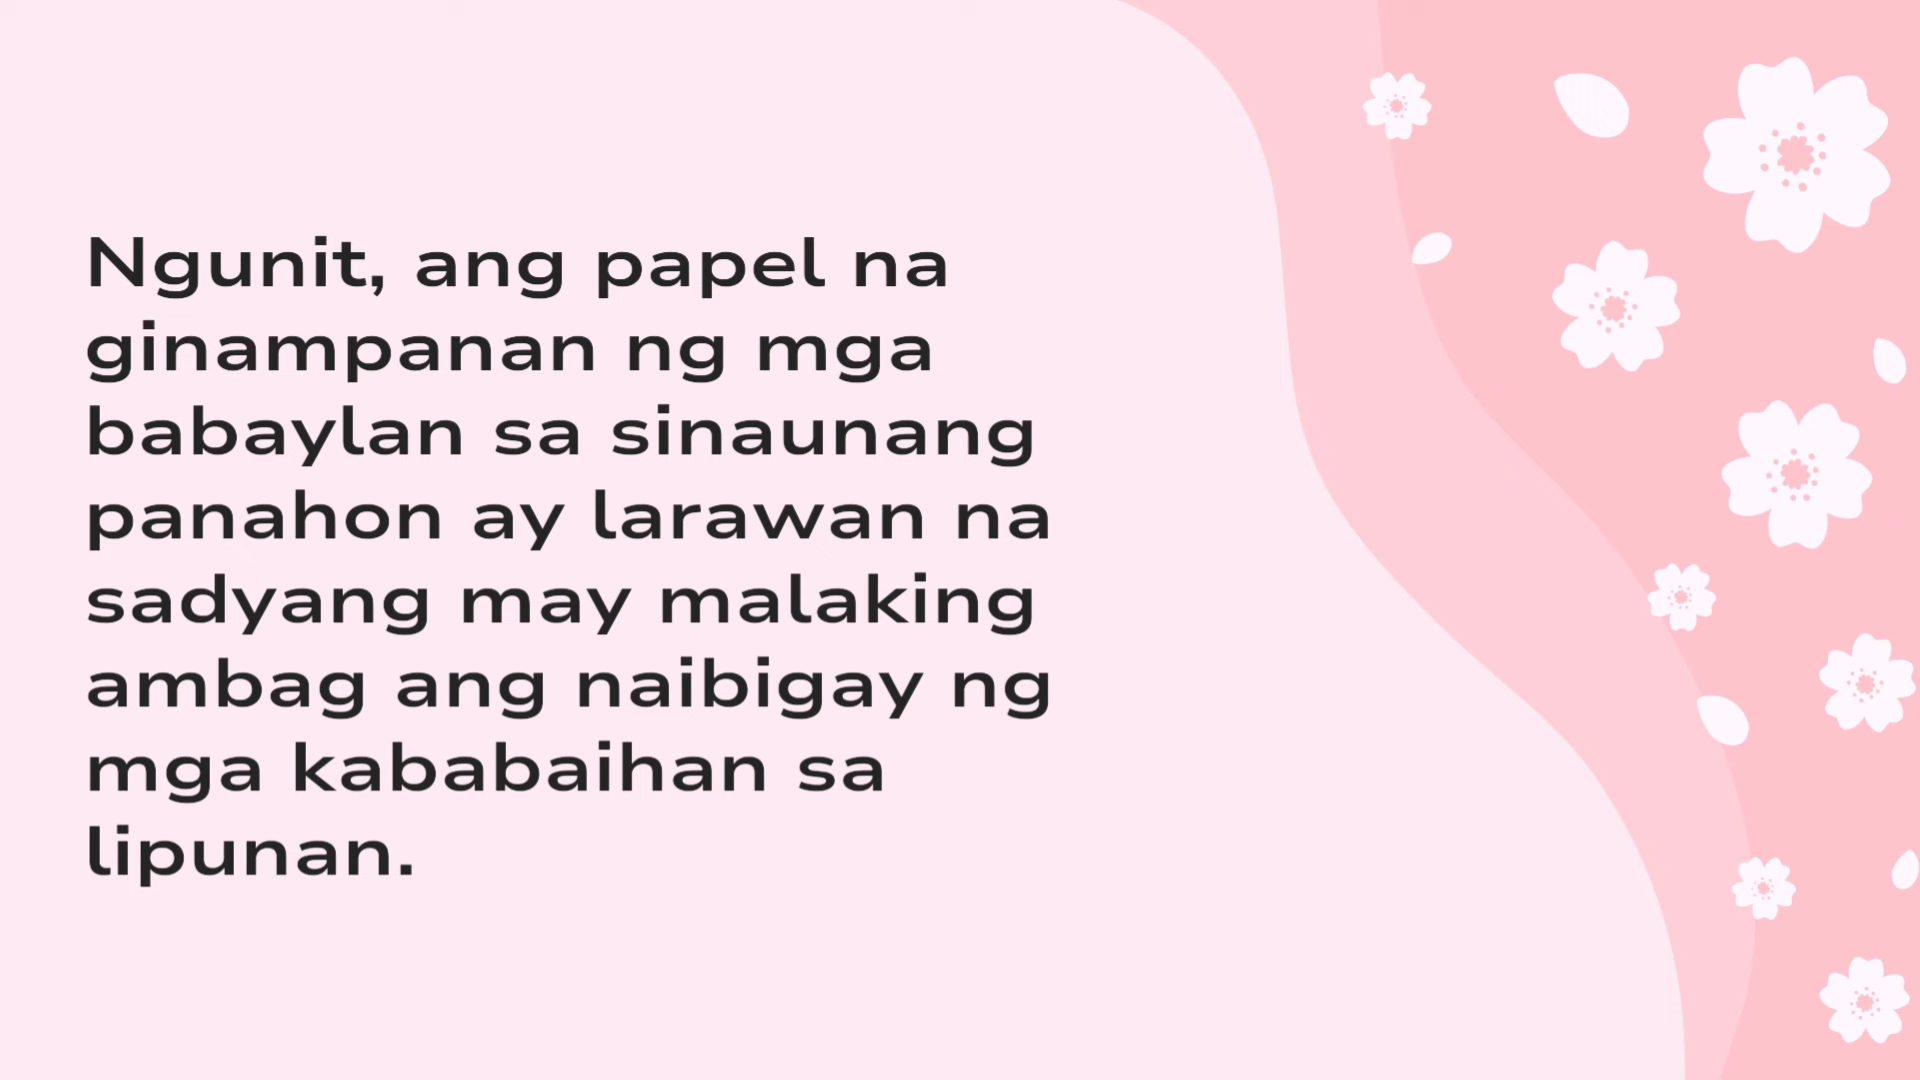 Ngunit, ang papel na
ginampanan ng mga
babaylan sa sinaunang
panahon ay larawan na
sadyang may malaking
ambag ang naibigay ng
mga kababaihan sa
lipunan.